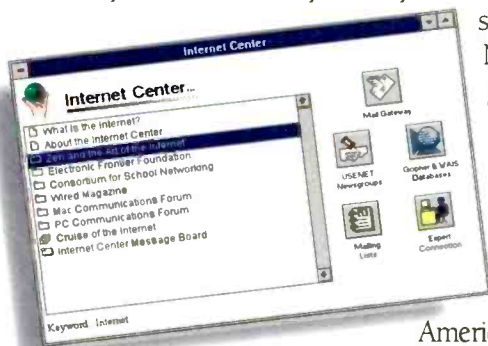 Internet Center
Internet Center...
What is the Internet?
About the Internet Center
Zen and the Art of the Internet
Electronic Frontier Foundation
Consortium for School Networking
Wired Magazine
Mac Communications Forum
PC Communications Forum
Cruise of the Internet
Internet Center Message Board
Keyword: Internet
Mail Gateway
USENET
Newsgroups
Gopher & WAIS
Databases
Mailing
Lists
Expert
Connection
Ameri